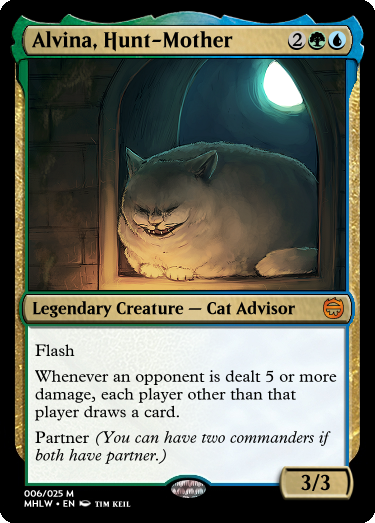 Alvina, Hunt-Mother 2
Legendary Creature — Cat Advisor
Flash
Whenever an opponent is dealt 5 or more
damage, each player other than that
player draws a card.
Partner (You can have two commanders if
both have partner.)
3/3
006/025 M
MHLW • EN TIM KEIL